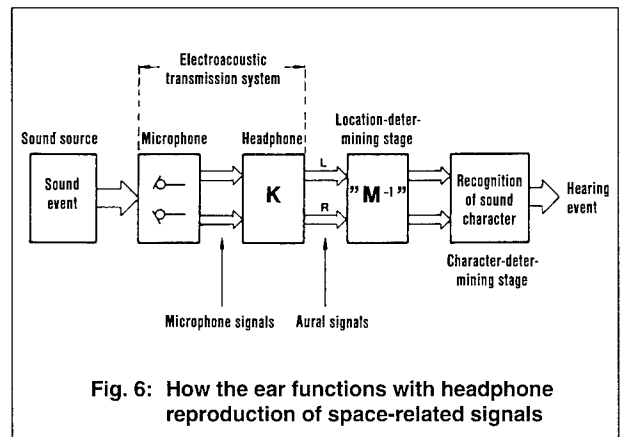 Electroacoustic
transmission system
Location-deter-
mining stage
Sound source
Microphone
Headphone
Sound
event
K
L
R
"M-1"
Recognition
of sound
character
Hearing
event
Character-deter-
mining stage
Microphone signals
Aural signals
Fig. 6: How the ear functions with headphone
reproduction of space-related signals